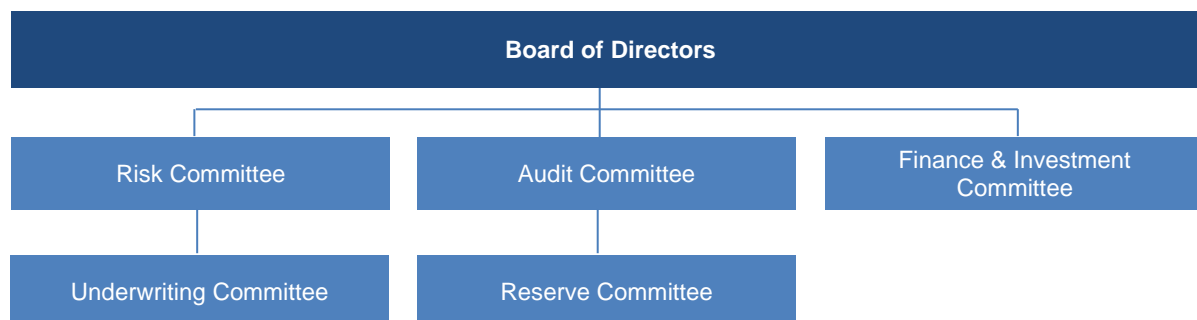 Board of Directors
Risk Committee
Audit Committee
Finance & Investment
Committee
Underwriting Committee
Reserve Committee